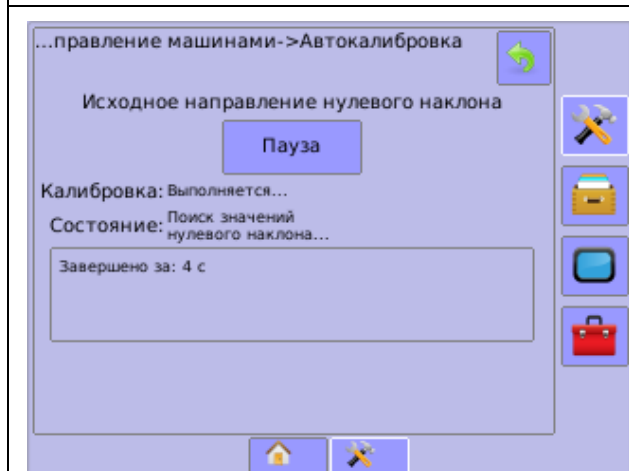 ...правление машинами->Автокалибровка
Исходное направление нулевого наклона
Пауза
Калибровка: Выполняется...
Состояние: Поиск значений
нулевого наклона...
Завершено за: 4 с